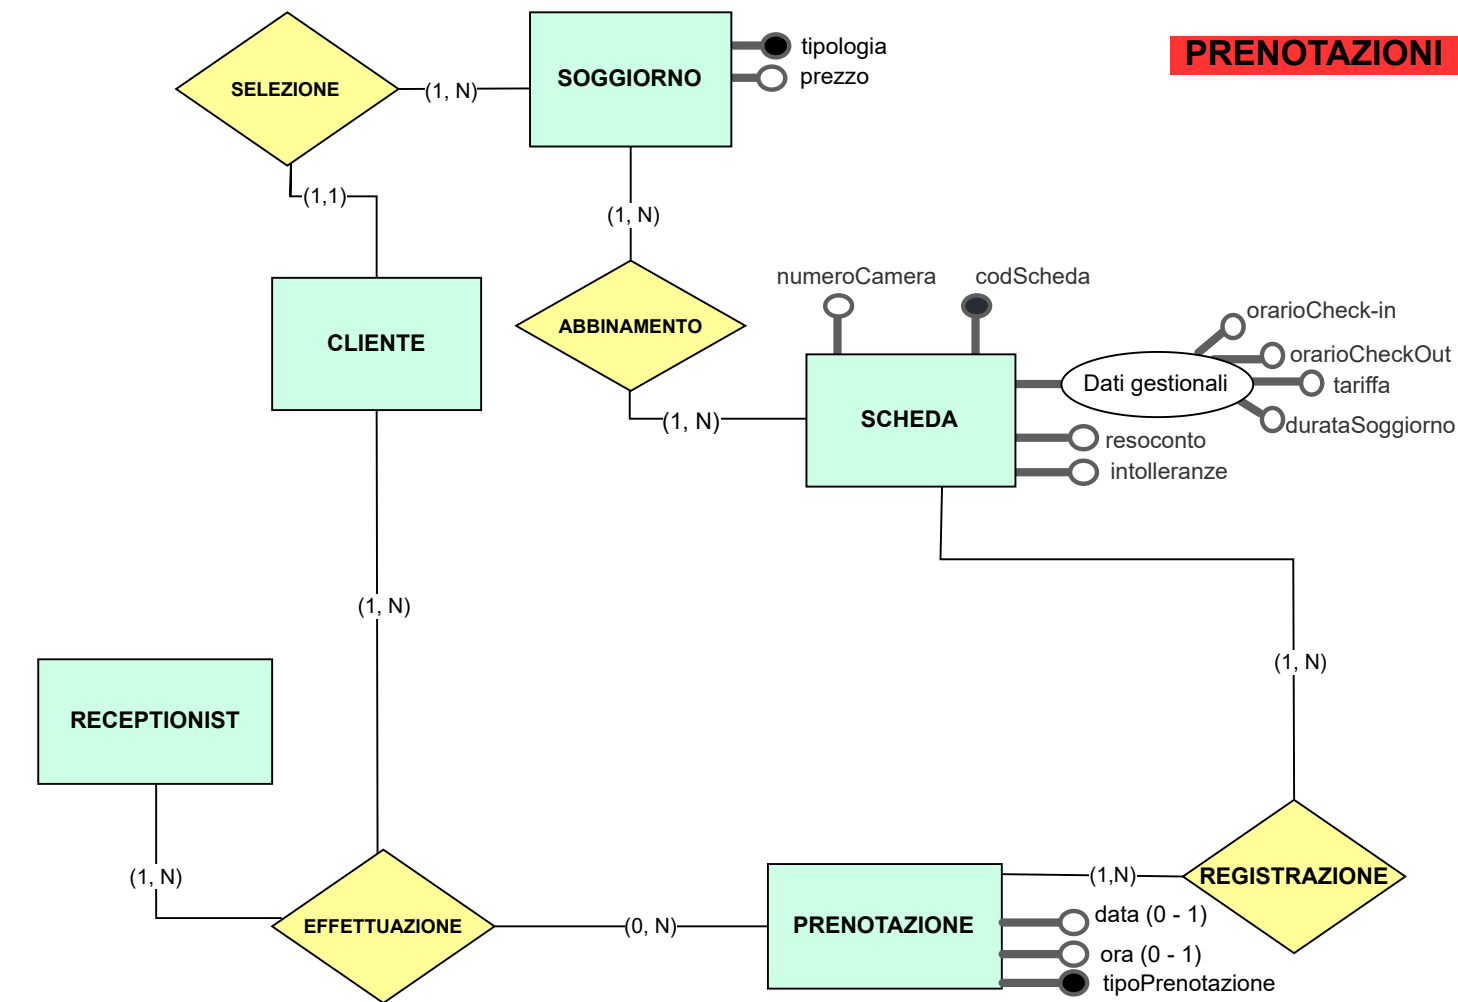 PRENOTAZIONI
tipologia
prezzo
SOGGIORNO
SELEZIONE
(1, N)
(1,1)
(1, N)
numeroCamera
codScheda
orarioCheck-in
ABBINAMENTO
CLIENTE
orarioCheckOut
Dati gestionali
tariffa
SCHEDA
(1, N)
durataSoggiorno
resoconto
intolleranze
(1, N)
(1, N)
RECEPTIONIST
(1, N)
(1,N)
REGISTRAZIONE
EFFETTUAZIONE
(0, N)
PRENOTAZIONE
data (0 - 1)
ora (0 - 1)
tipoPrenotazione